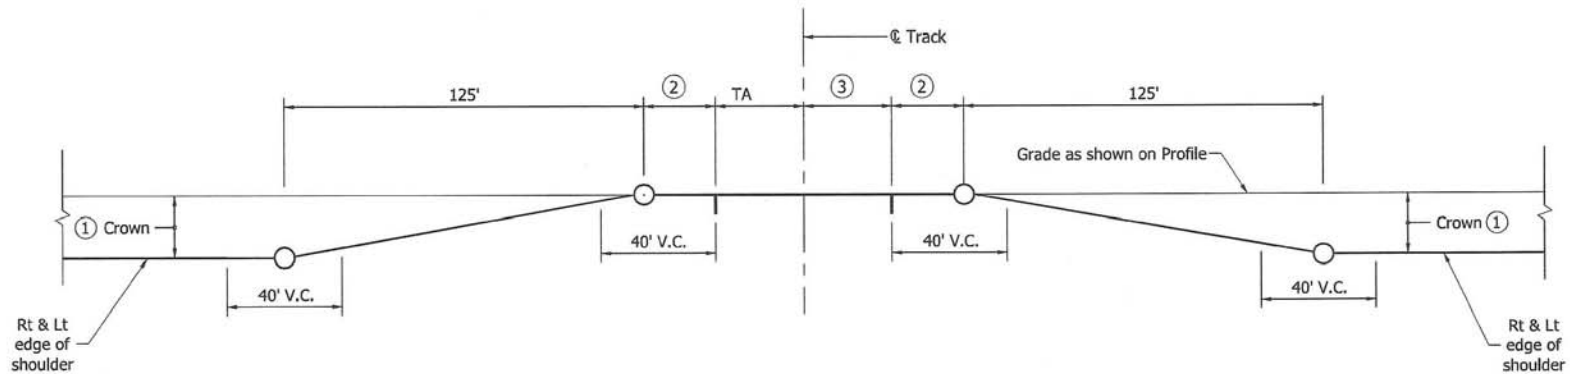 ℄ Track
125'
②
TA
③
②
125'
Grade as shown on Profile
① Crown
Crown ①
40' V.C.
40' V.C.
40' V.C.
40' V.C.
Rt & Lt
edge of
shoulder
Rt & Lt
edge of
shoulder